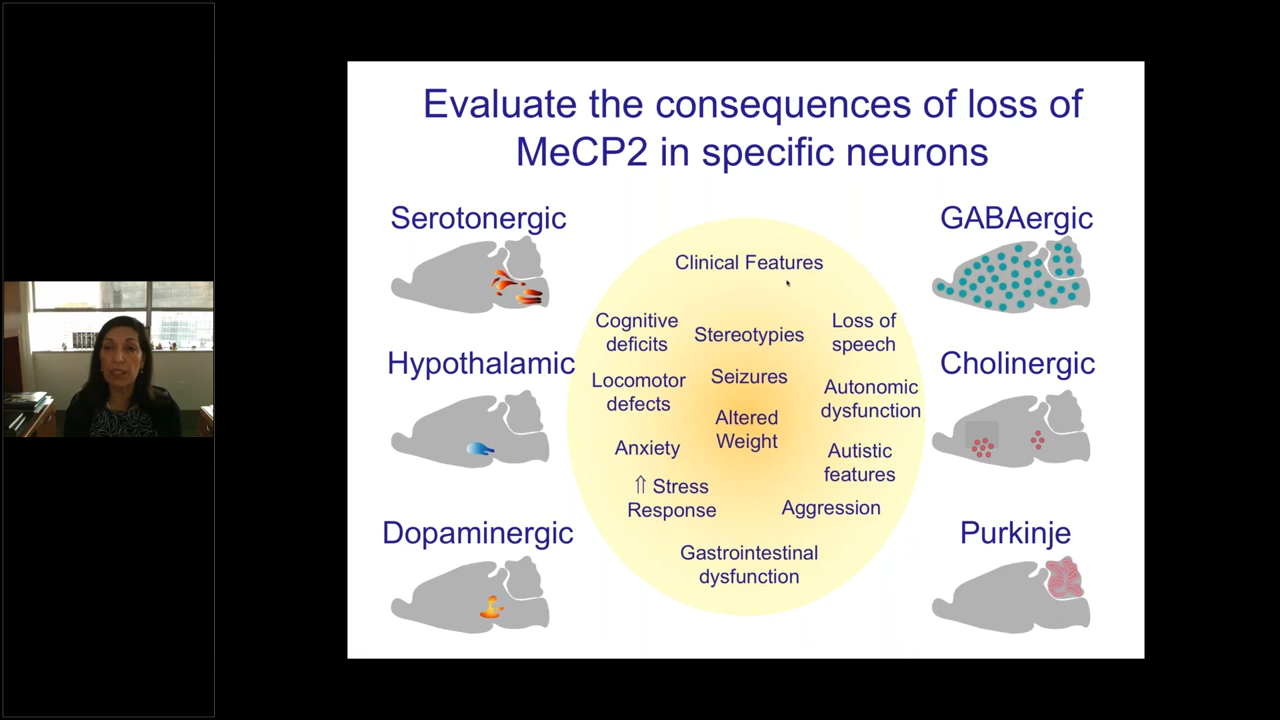 Evaluate the consequences of loss of
MeCP2 in specific neurons
Serotonergic
Hypothalamic
Dopaminergic
Clinical Features
Cognitive
deficits
Stereotypies
Loss of
speech
Locomotor
defects
Seizures
Autonomic
dysfunction
Altered
Weight
Anxiety
Autistic
features
⇑ Stress
Response
Aggression
Gastrointestinal
dysfunction
GABAergic
Cholinergic
Purkinje